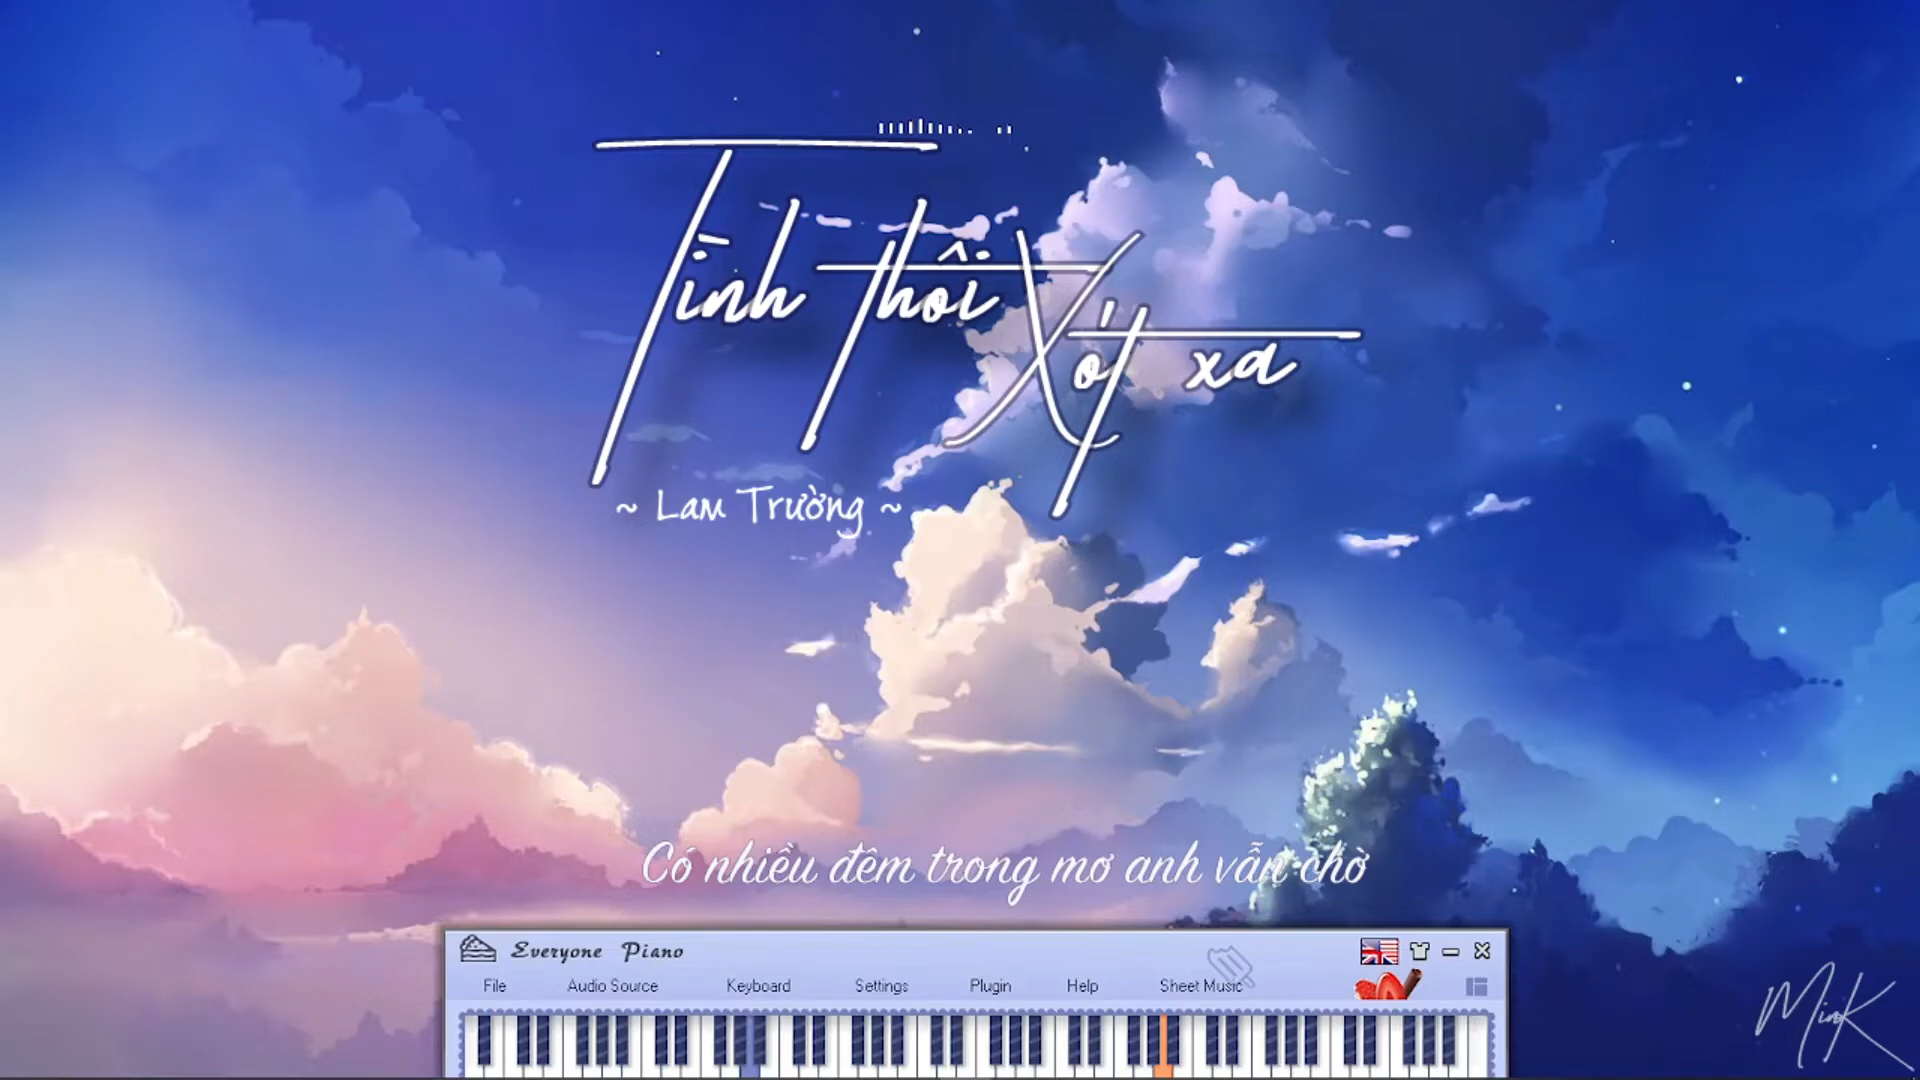 Tình thôi
Xót xa
~ Lam Trường ~
Có nhiều đêm trong mơ anh vẫn chờ
Everyone Piano
File Audio Source Keyboard Settings Plugin Help Sheet Music
MinK